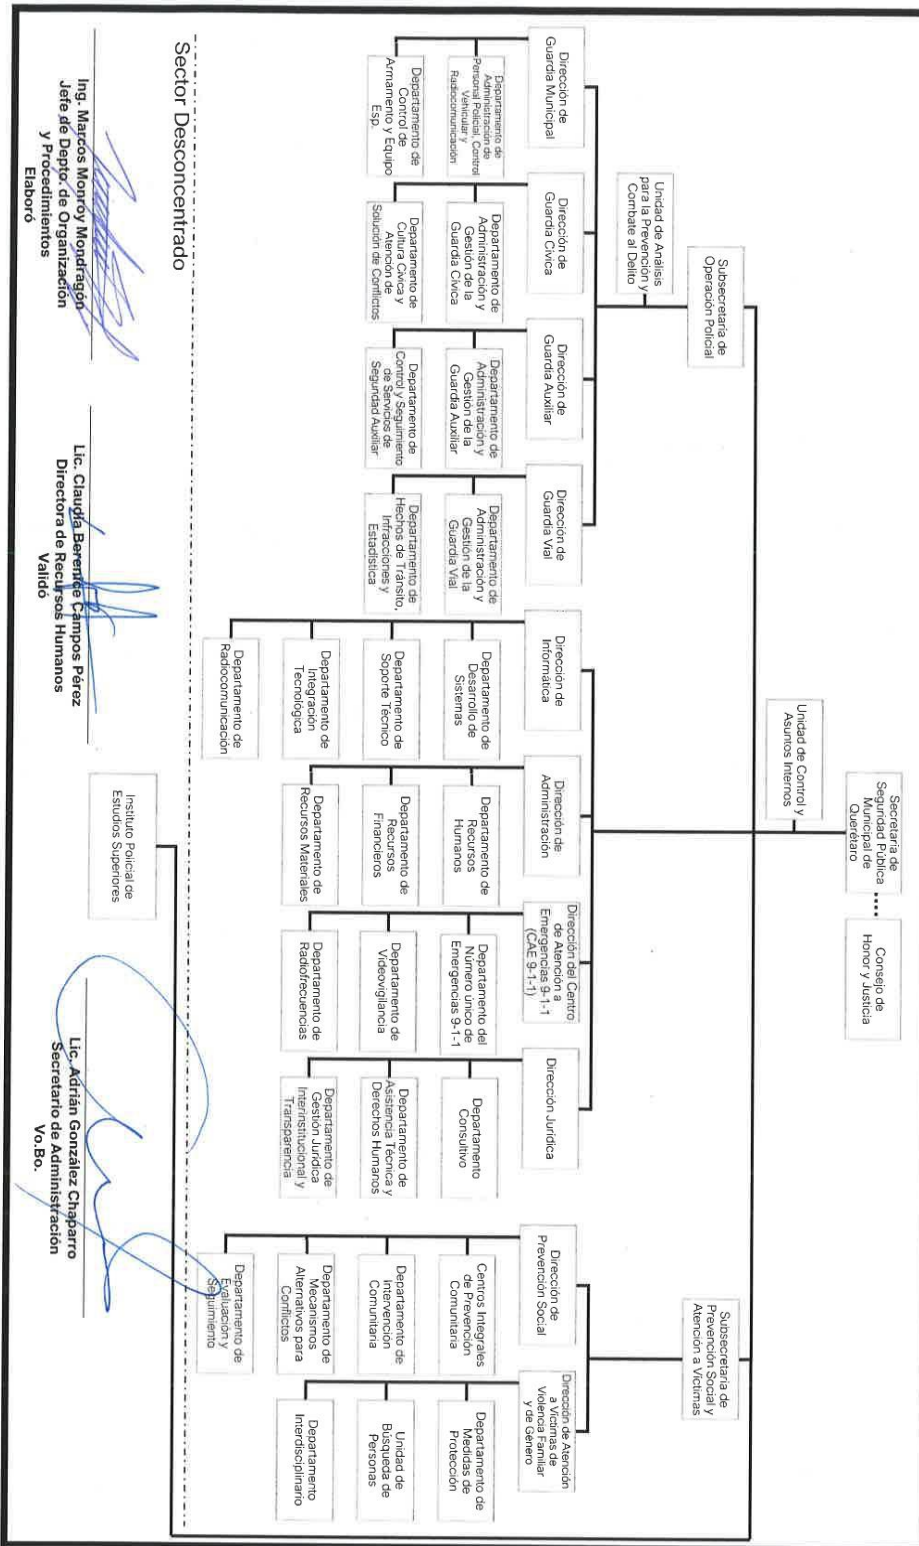 Secretaría de
Seguridad Pública
Municipal de
Querétaro
Consejo de
Honor y Justicia
Unidad de Control y
Asuntos Internos
Subsecretaría de
Operación Policial
Subsecretaría de
Prevención Social y
Atención a Víctimas
Unidad de Análisis
para la Prevención y
Combate al Delito
Dirección de
Guardia Municipal
Departamento de
Administración de
Personal Policial, Control
Vehicular y
Radiocomunicación
Departamento de
Control de
Armamento y Equipo
Esp.
Dirección de
Guardia Cívica
Departamento de
Administración y
Gestión de la
Guardia Cívica
Departamento de
Cultura Cívica y
Atención de
Solución de Conflictos
Dirección de
Guardia Auxiliar
Departamento de
Administración y
Gestión de la
Guardia Auxiliar
Departamento de
Control y Seguimiento
de Servicios de
Seguridad Auxiliar
Dirección de
Guardia Vial
Departamento de
Administración y
Gestión de la
Guardia Vial
Departamento de
Hechos de Tránsito,
Infracciones y
Estadística
Dirección de
Informática
Departamento de
Desarrollo de
Sistemas
Departamento de
Soporte Técnico
Departamento de
Integración
Tecnológica
Departamento de
Radiocomunicación
Dirección de
Administración
Departamento de
Recursos
Humanos
Departamento de
Recursos
Financieros
Departamento de
Recursos Materiales
Dirección del Centro
de Atención a
Emergencias 9-1-1
(CAE 9-1-1)
Departamento del
Número único de
Emergencias 9-1-1
Departamento de
Videovigilancia
Departamento de
Radiofrecuencias
Dirección Jurídica
Departamento
Consultivo
Departamento de
Asistencia Técnica y
Derechos Humanos
Departamento de
Gestión Jurídica
Interinstitucional y
Transparencia
Dirección de
Prevención Social
Centros Integrales
de Prevención
Comunitaria
Departamento de
Intervención
Comunitaria
Departamento de
Mecanismos
Alternativos para
Conflictos
Departamento de
Evaluación y
Seguimiento
Dirección de Atención
a Víctimas de
Violencia Familiar
y de Género
Departamento de
Medidas de
Protección
Unidad de
Búsqueda de
Personas
Departamento
Interdisciplinario
Sector Desconcentrado
Instituto Policial de
Estudios Superiores
Ing. Marcos Monroy Mondragón
Jefe de Depto. de Organización
y Procedimientos
Elaboró
Lic. Claudia Berenice Campos Pérez
Directora de Recursos Humanos
Validó
Lic. Adrián González Chaparro
Secretario de Administración
Vo.Bo.